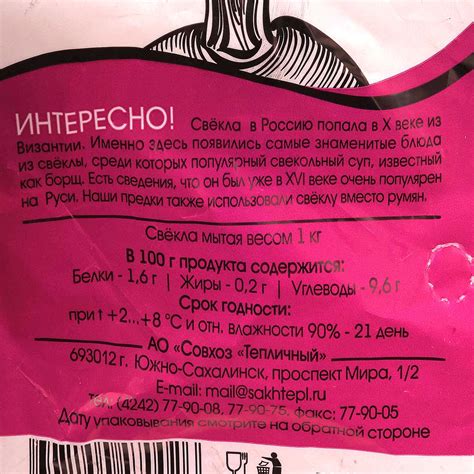 ИНТЕРЕСНО! Свёкла в Россию попала в X веке из
Византии. Именно здесь появились самые знаменитые блюда
из свёклы, среди которых популярный свекольный суп, известный
как борщ. Есть сведения, что он был уже в XVI веке очень популярен
на Руси. Наши предки также использовали свёклу вместо румян.
Свёкла мытая весом 1 кг
В 100 г продукта содержится:
Белки - 1,6 г | Жиры - 0,2 г | Углеводы - 9,6 г
Срок годности:
при t +2...+8 °C и отн. влажности 90% - 21 день
АО «Совхоз «Тепличный»
693012 г. Южно-Сахалинск, проспект Мира, 1/2
E-mail: mail@sakhtepl.ru
Тел. (4242) 77-90-08, 77-90-75. Факс: 77-90-05
Дату упаковывания смотрите на обратной стороне